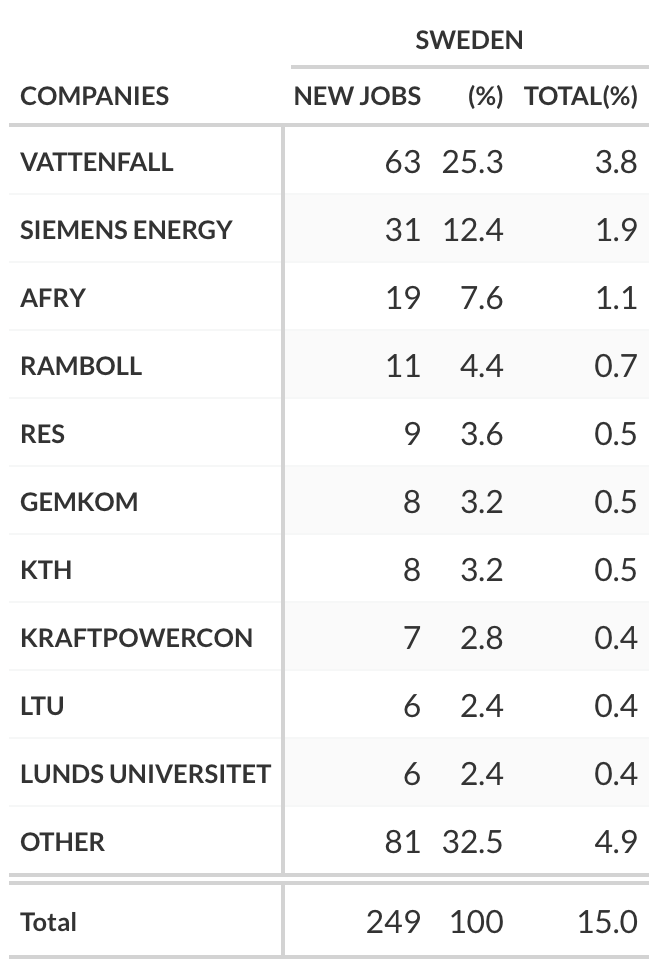 SWEDEN
COMPANIES NEW JOBS (%) TOTAL(%)
VATTENFALL 63 25.3 3.8
SIEMENS ENERGY 31 12.4 1.9
AFRY 19 7.6 1.1
RAMBOLL 11 4.4 0.7
RES 9 3.6 0.5
GEMKOM 8 3.2 0.5
KTH 8 3.2 0.5
KRAFTPOWERCON 7 2.8 0.4
LTU 6 2.4 0.4
LUNDS UNIVERSITET 6 2.4 0.4
OTHER 81 32.5 4.9
Total 249 100 15.0